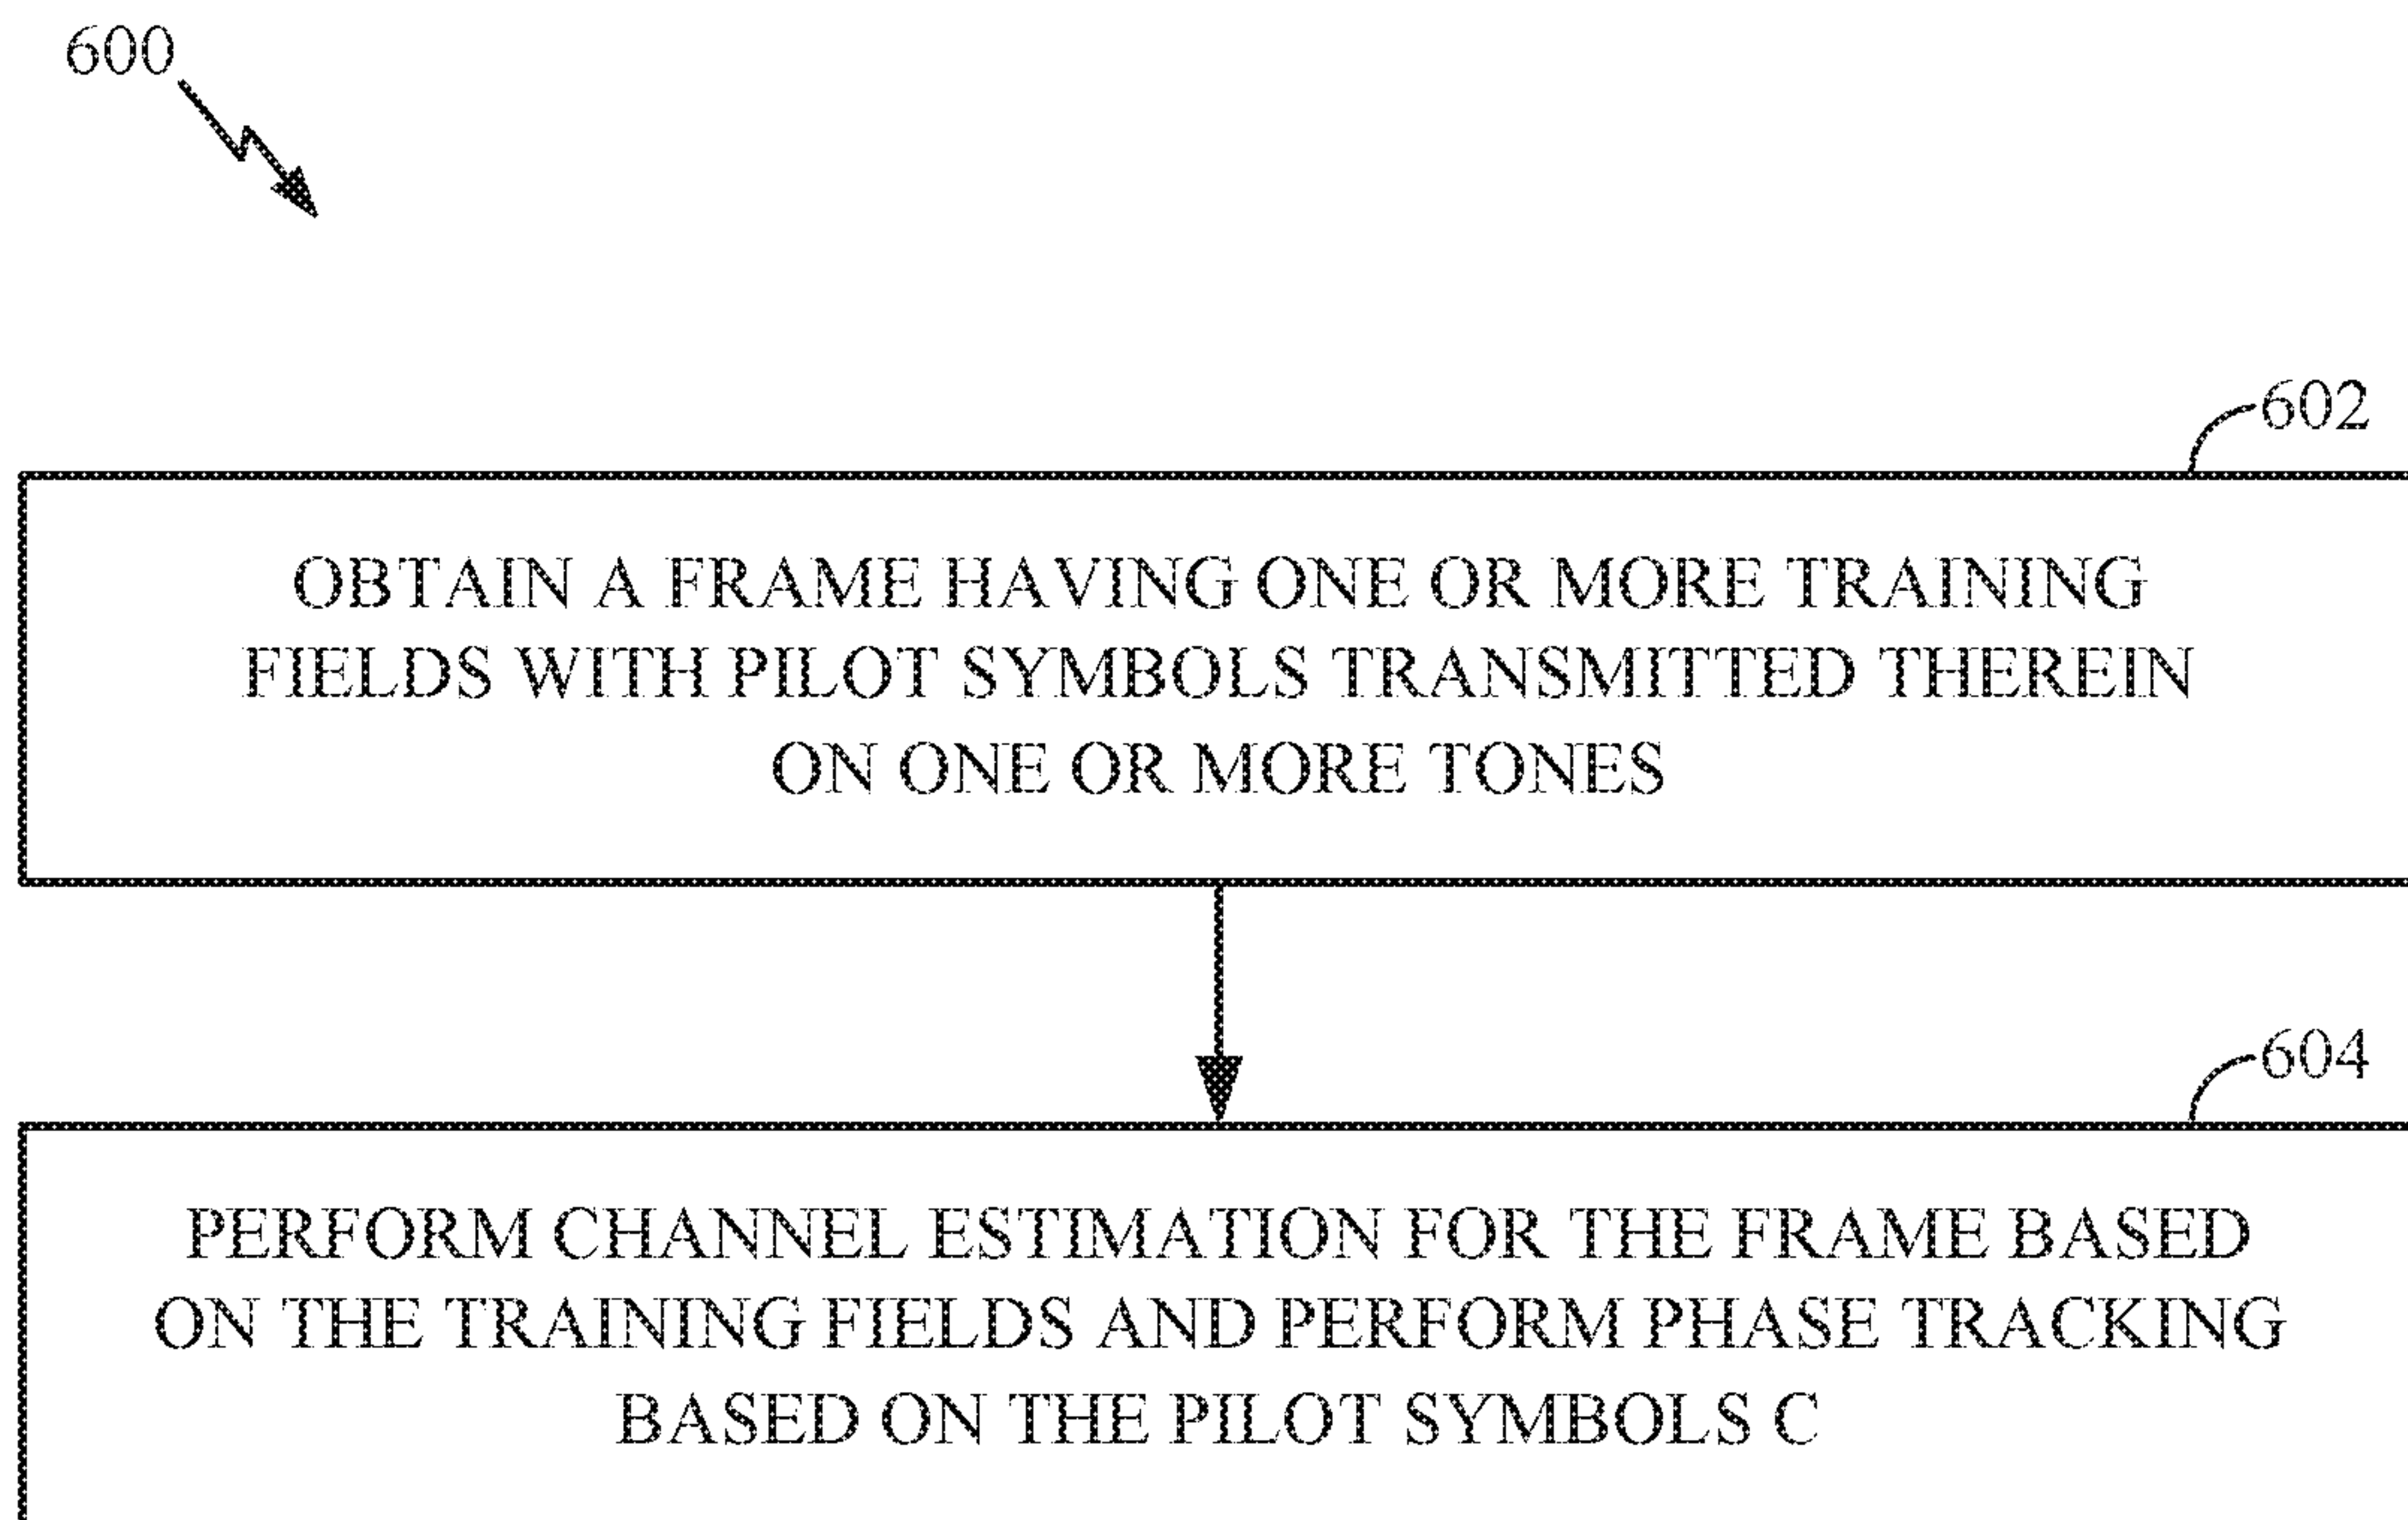 600
602
OBTAIN A FRAME HAVING ONE OR MORE TRAINING
FIELDS WITH PILOT SYMBOLS TRANSMITTED THEREIN
ON ONE OR MORE TONES
604
PERFORM CHANNEL ESTIMATION FOR THE FRAME BASED
ON THE TRAINING FIELDS AND PERFORM PHASE TRACKING
BASED ON THE PILOT SYMBOLS C